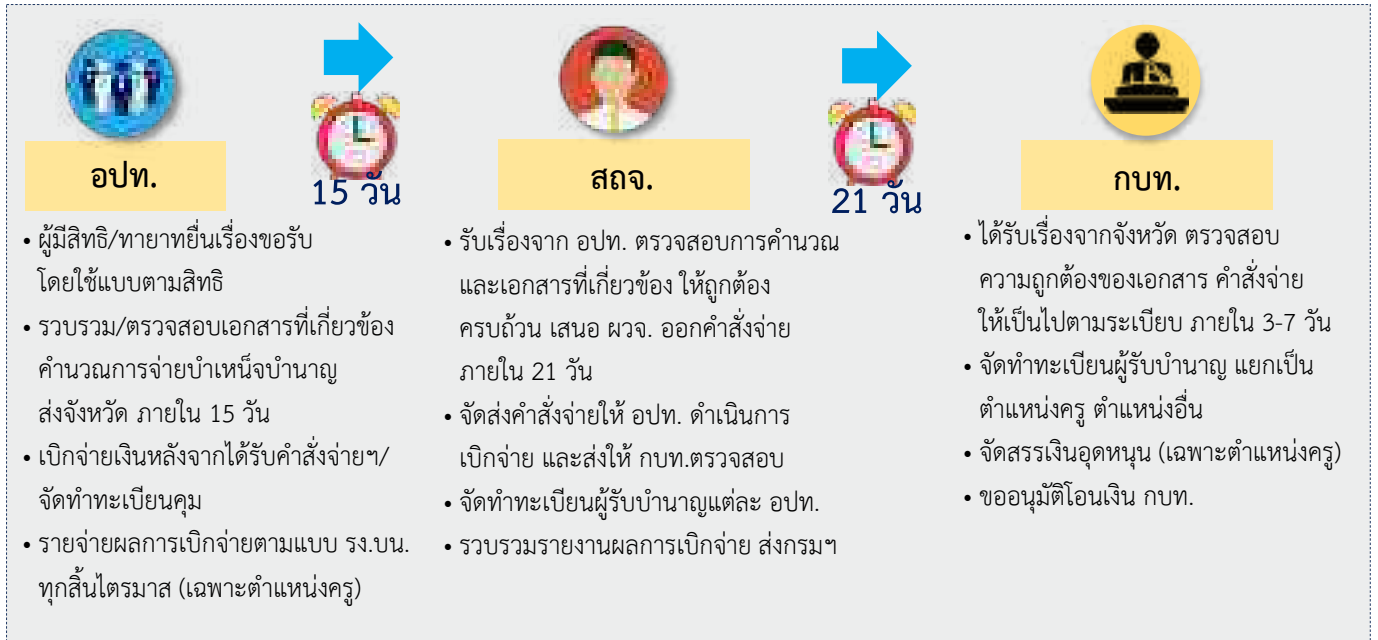 อปท.
15 วัน
• ผู้มีสิทธิ/ทายาทยื่นเรื่องขอรับ
โดยใช้แบบตามสิทธิ
• รวบรวม/ตรวจสอบเอกสารที่เกี่ยวข้อง
คำนวณการจ่ายบำเหน็จบำนาญ
ส่งจังหวัด ภายใน 15 วัน
• เบิกจ่ายเงินหลังจากได้รับคำสั่งจ่ายฯ/
จัดทำทะเบียนคุม
• รายจ่ายผลการเบิกจ่ายตามแบบ รง.บน.
ทุกสิ้นไตรมาส (เฉพาะตำแหน่งครู)
สถจ.
21 วัน
• รับเรื่องจาก อปท. ตรวจสอบการคำนวณ
และเอกสารที่เกี่ยวข้อง ให้ถูกต้อง
ครบถ้วน เสนอ ผวจ. ออกคำสั่งจ่าย
ภายใน 21 วัน
• จัดส่งคำสั่งจ่ายให้ อปท. ดำเนินการ
เบิกจ่าย และส่งให้ กบท.ตรวจสอบ
• จัดทำทะเบียนผู้รับบำนาญแต่ละ อปท.
• รวบรวมรายงานผลการเบิกจ่าย ส่งกรมฯ
กบท.
• ได้รับเรื่องจากจังหวัด ตรวจสอบ
ความถูกต้องของเอกสาร คำสั่งจ่าย
ให้เป็นไปตามระเบียบ ภายใน 3-7 วัน
• จัดทำทะเบียนผู้รับบำนาญ แยกเป็น
ตำแหน่งครู ตำแหน่งอื่น
• จัดสรรเงินอุดหนุน (เฉพาะตำแหน่งครู)
• ขออนุมัติโอนเงิน กบท.